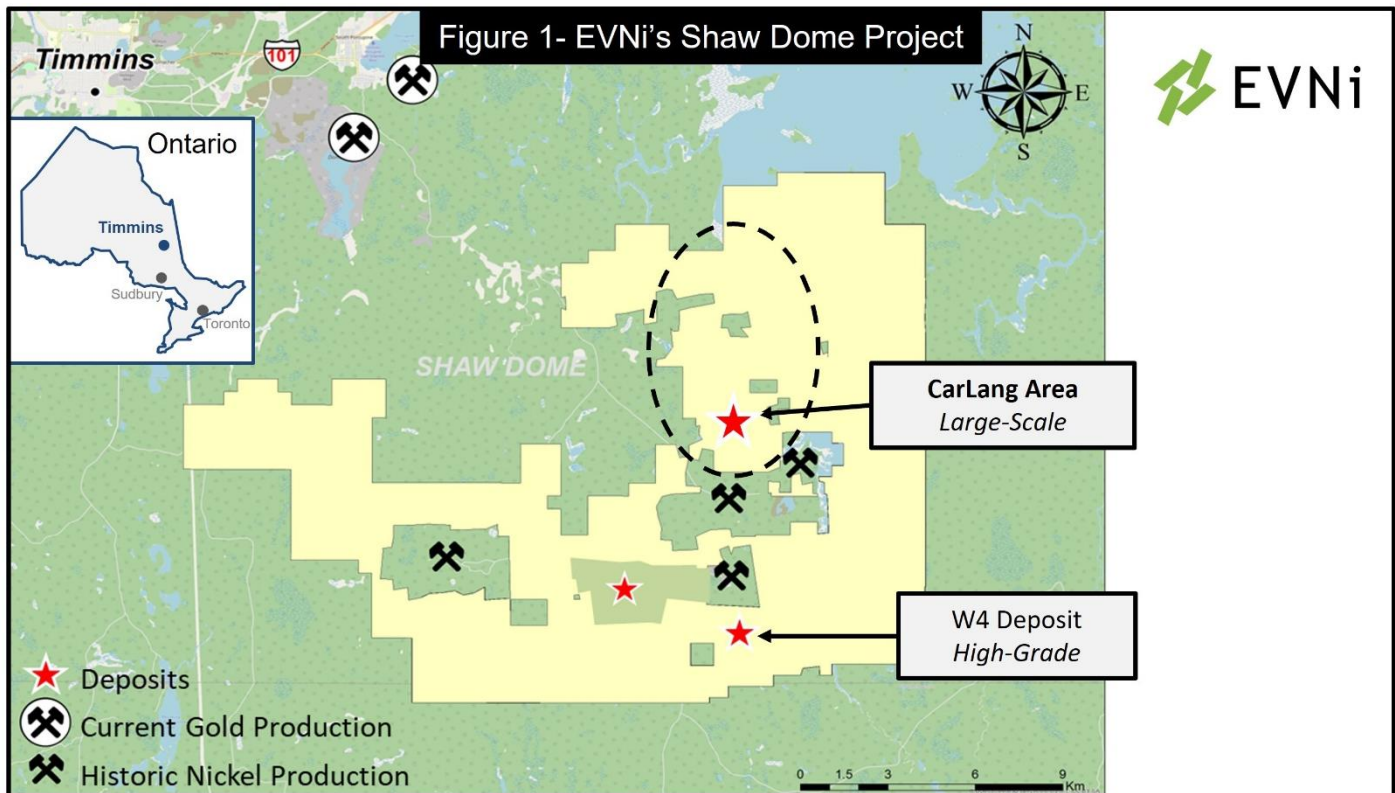 Figure 1- EVNi's Shaw Dome Project
EVNi
Timmins
101
N
W E
S
Ontario
Timmins
Sudbury
Toronto
SHAW DOME
CarLang Area
Large-Scale
W4 Deposit
High-Grade
Deposits
Current Gold Production
Historic Nickel Production
0 1.5 3 6 9
Km